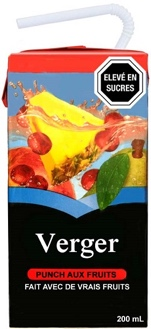 ÉLEVÉ EN
SUCRES
Verger
PUNCH AUX FRUITS
FAIT AVEC DE VRAIS FRUITS
200 mL